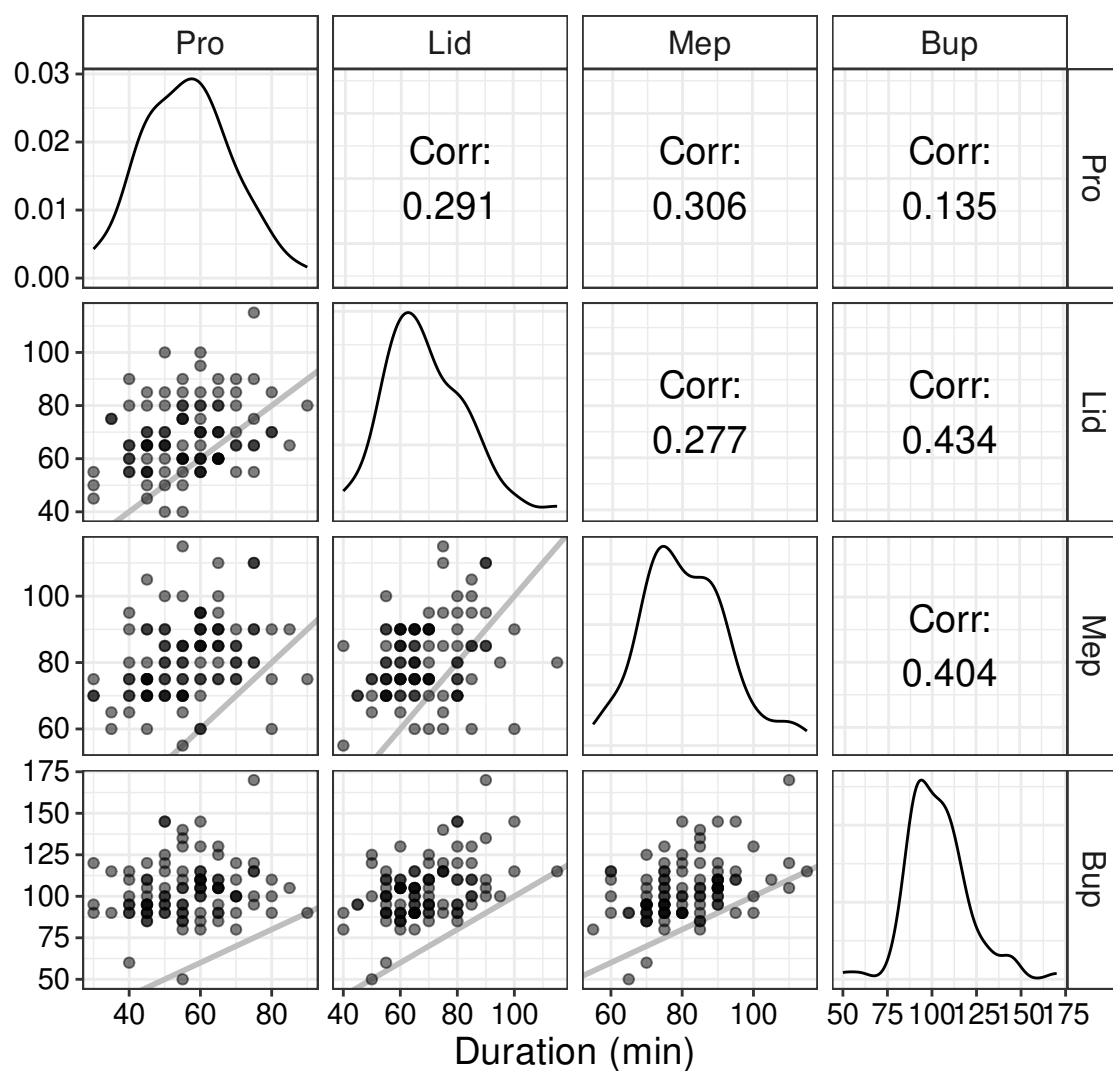 Pro Lid Mep Bup
0.03
0.02
0.01
0.00
Corr: Corr: Corr:
0.291 0.306 0.135
Pro
100
80
60
40
Corr: Corr:
0.277 0.434
Lid
100
80
60
Corr:
0.404
Mep
175
150
125
100
75
50
Bup
40 60 80 40 60 80 100 60 80 100 50 75 100 125 150 175
Duration (min)